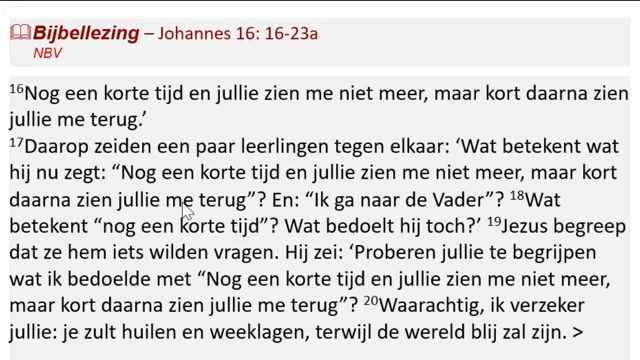 Bijbellezing – Johannes 16: 16-23a
NBV
16Nog een korte tijd en jullie zien me niet meer, maar kort daarna zien
jullie me terug.’
17Daarop zeiden een paar leerlingen tegen elkaar: ‘Wat betekent wat
hij nu zegt: “Nog een korte tijd en jullie zien me niet meer, maar kort
daarna zien jullie me terug”? En: “Ik ga naar de Vader”? 18Wat
betekent “nog een korte tijd”? Wat bedoelt hij toch?’ 19Jezus begreep
dat ze hem iets wilden vragen. Hij zei: ‘Proberen jullie te begrijpen
wat ik bedoelde met “Nog een korte tijd en jullie zien me niet meer,
maar kort daarna zien jullie me terug”? 20Waarachtig, ik verzeker
jullie: je zult huilen en weeklagen, terwijl de wereld blij zal zijn. >